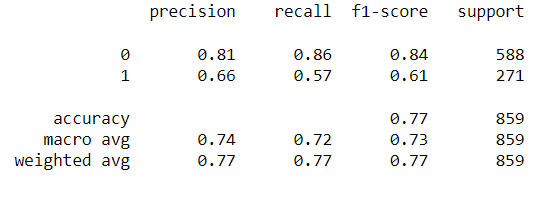 precision recall f1-score support
0 0.81 0.86 0.84 588
1 0.66 0.57 0.61 271
accuracy 0.77 859
macro avg 0.74 0.72 0.73 859
weighted avg 0.77 0.77 0.77 859